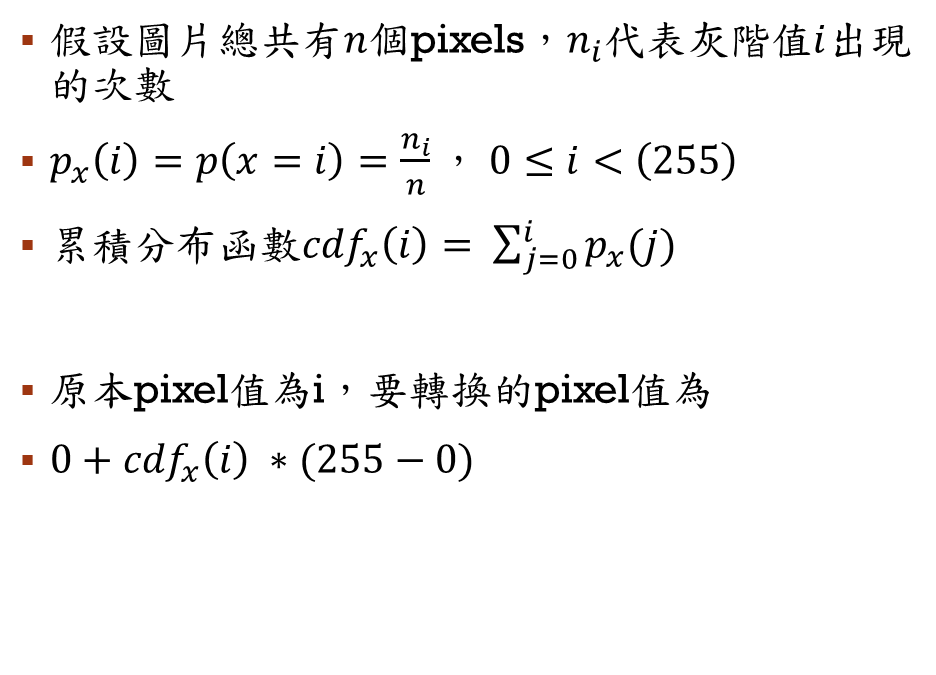 ▪ 假設圖片總共有𝑛個pixels，𝑛ᵢ代表灰階值𝑖出現
的次數
▪ 𝑝ₓ(𝑖) = 𝑝(𝑥 = 𝑖) = 𝑛ᵢ/𝑛 ， 0 ≤ 𝑖 < (255)
▪ 累積分布函數𝑐𝑑𝑓ₓ(𝑖) = ∑_{𝑗=0}^{𝑖} 𝑝ₓ(𝑗)
▪ 原本pixel值為i，要轉換的pixel值為
▪ 0 + 𝑐𝑑𝑓ₓ(𝑖) ∗ (255 − 0)